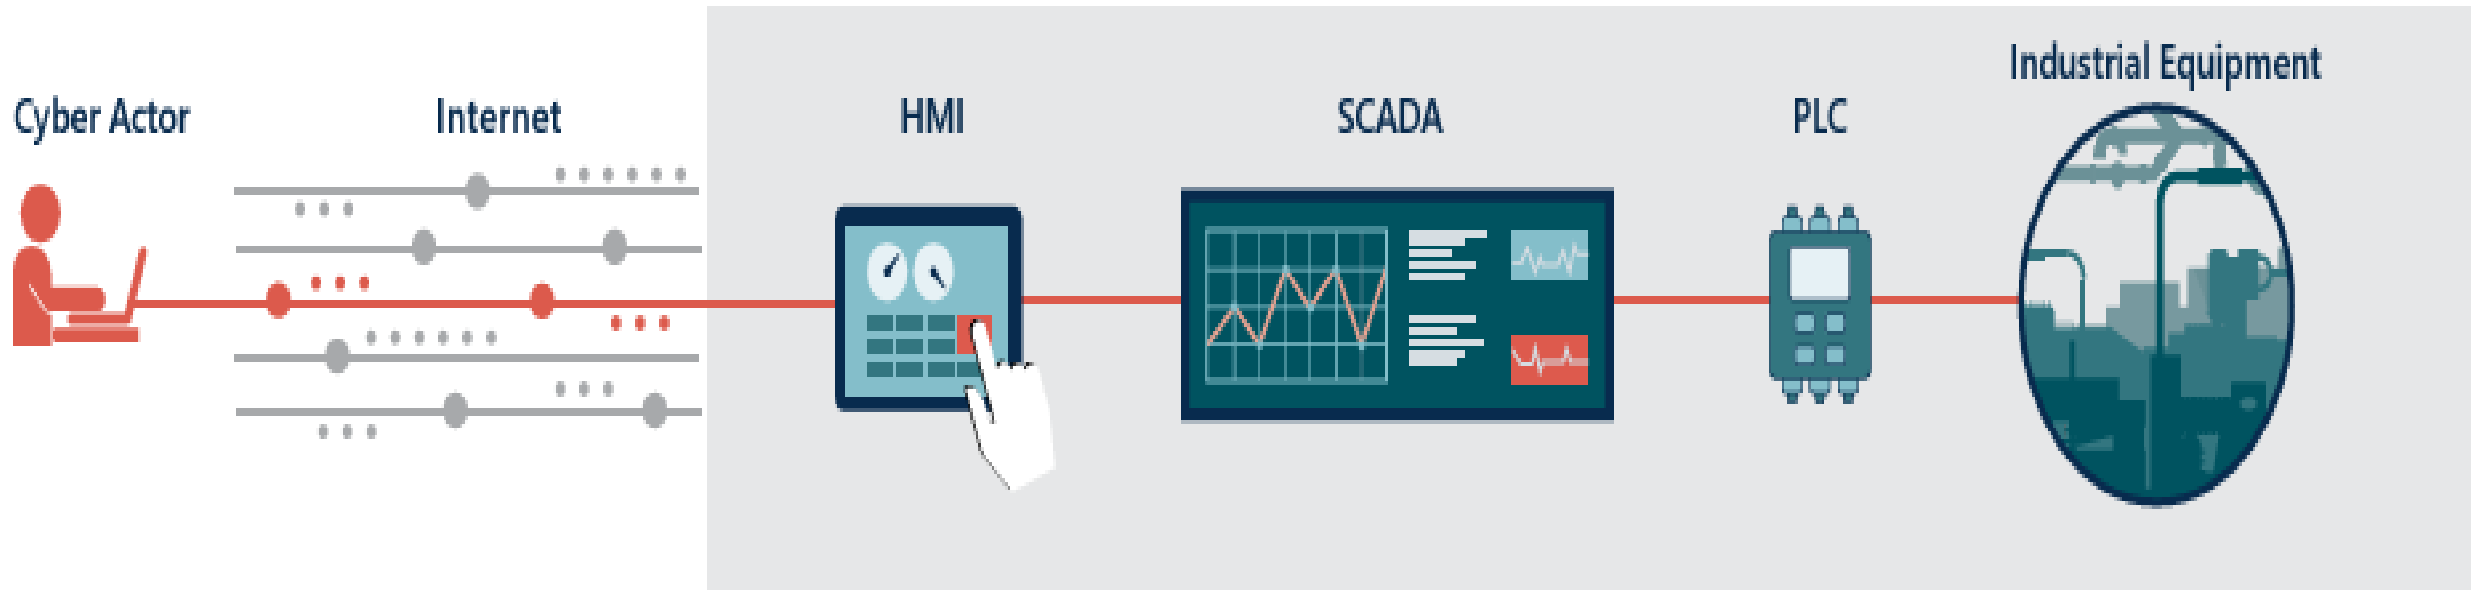 Cyber Actor
Internet
HMI
SCADA
PLC
Industrial Equipment